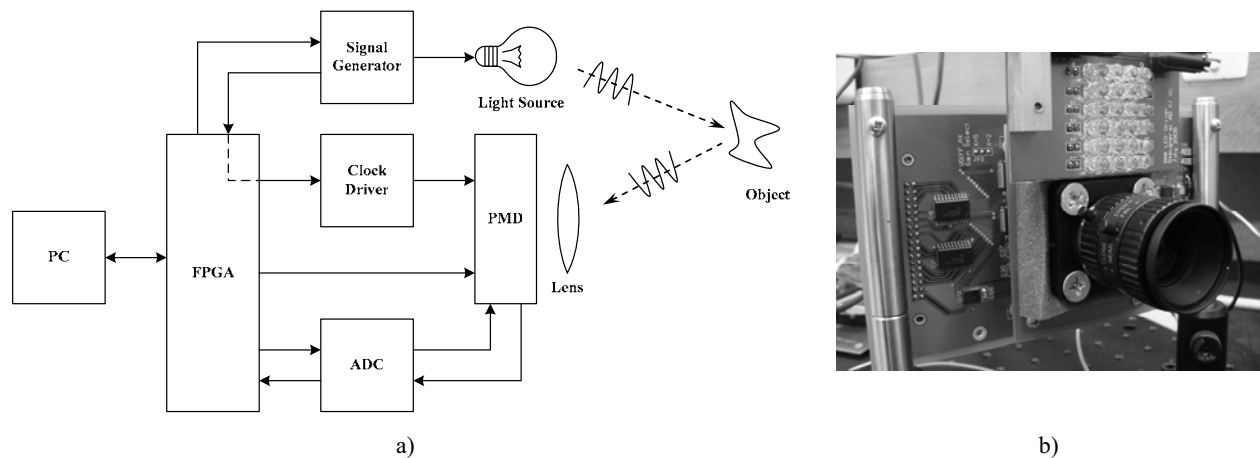 Signal
Generator
Light Source
Clock
Driver
PMD
Object
PC
FPGA
Lens
ADC
a)
b)